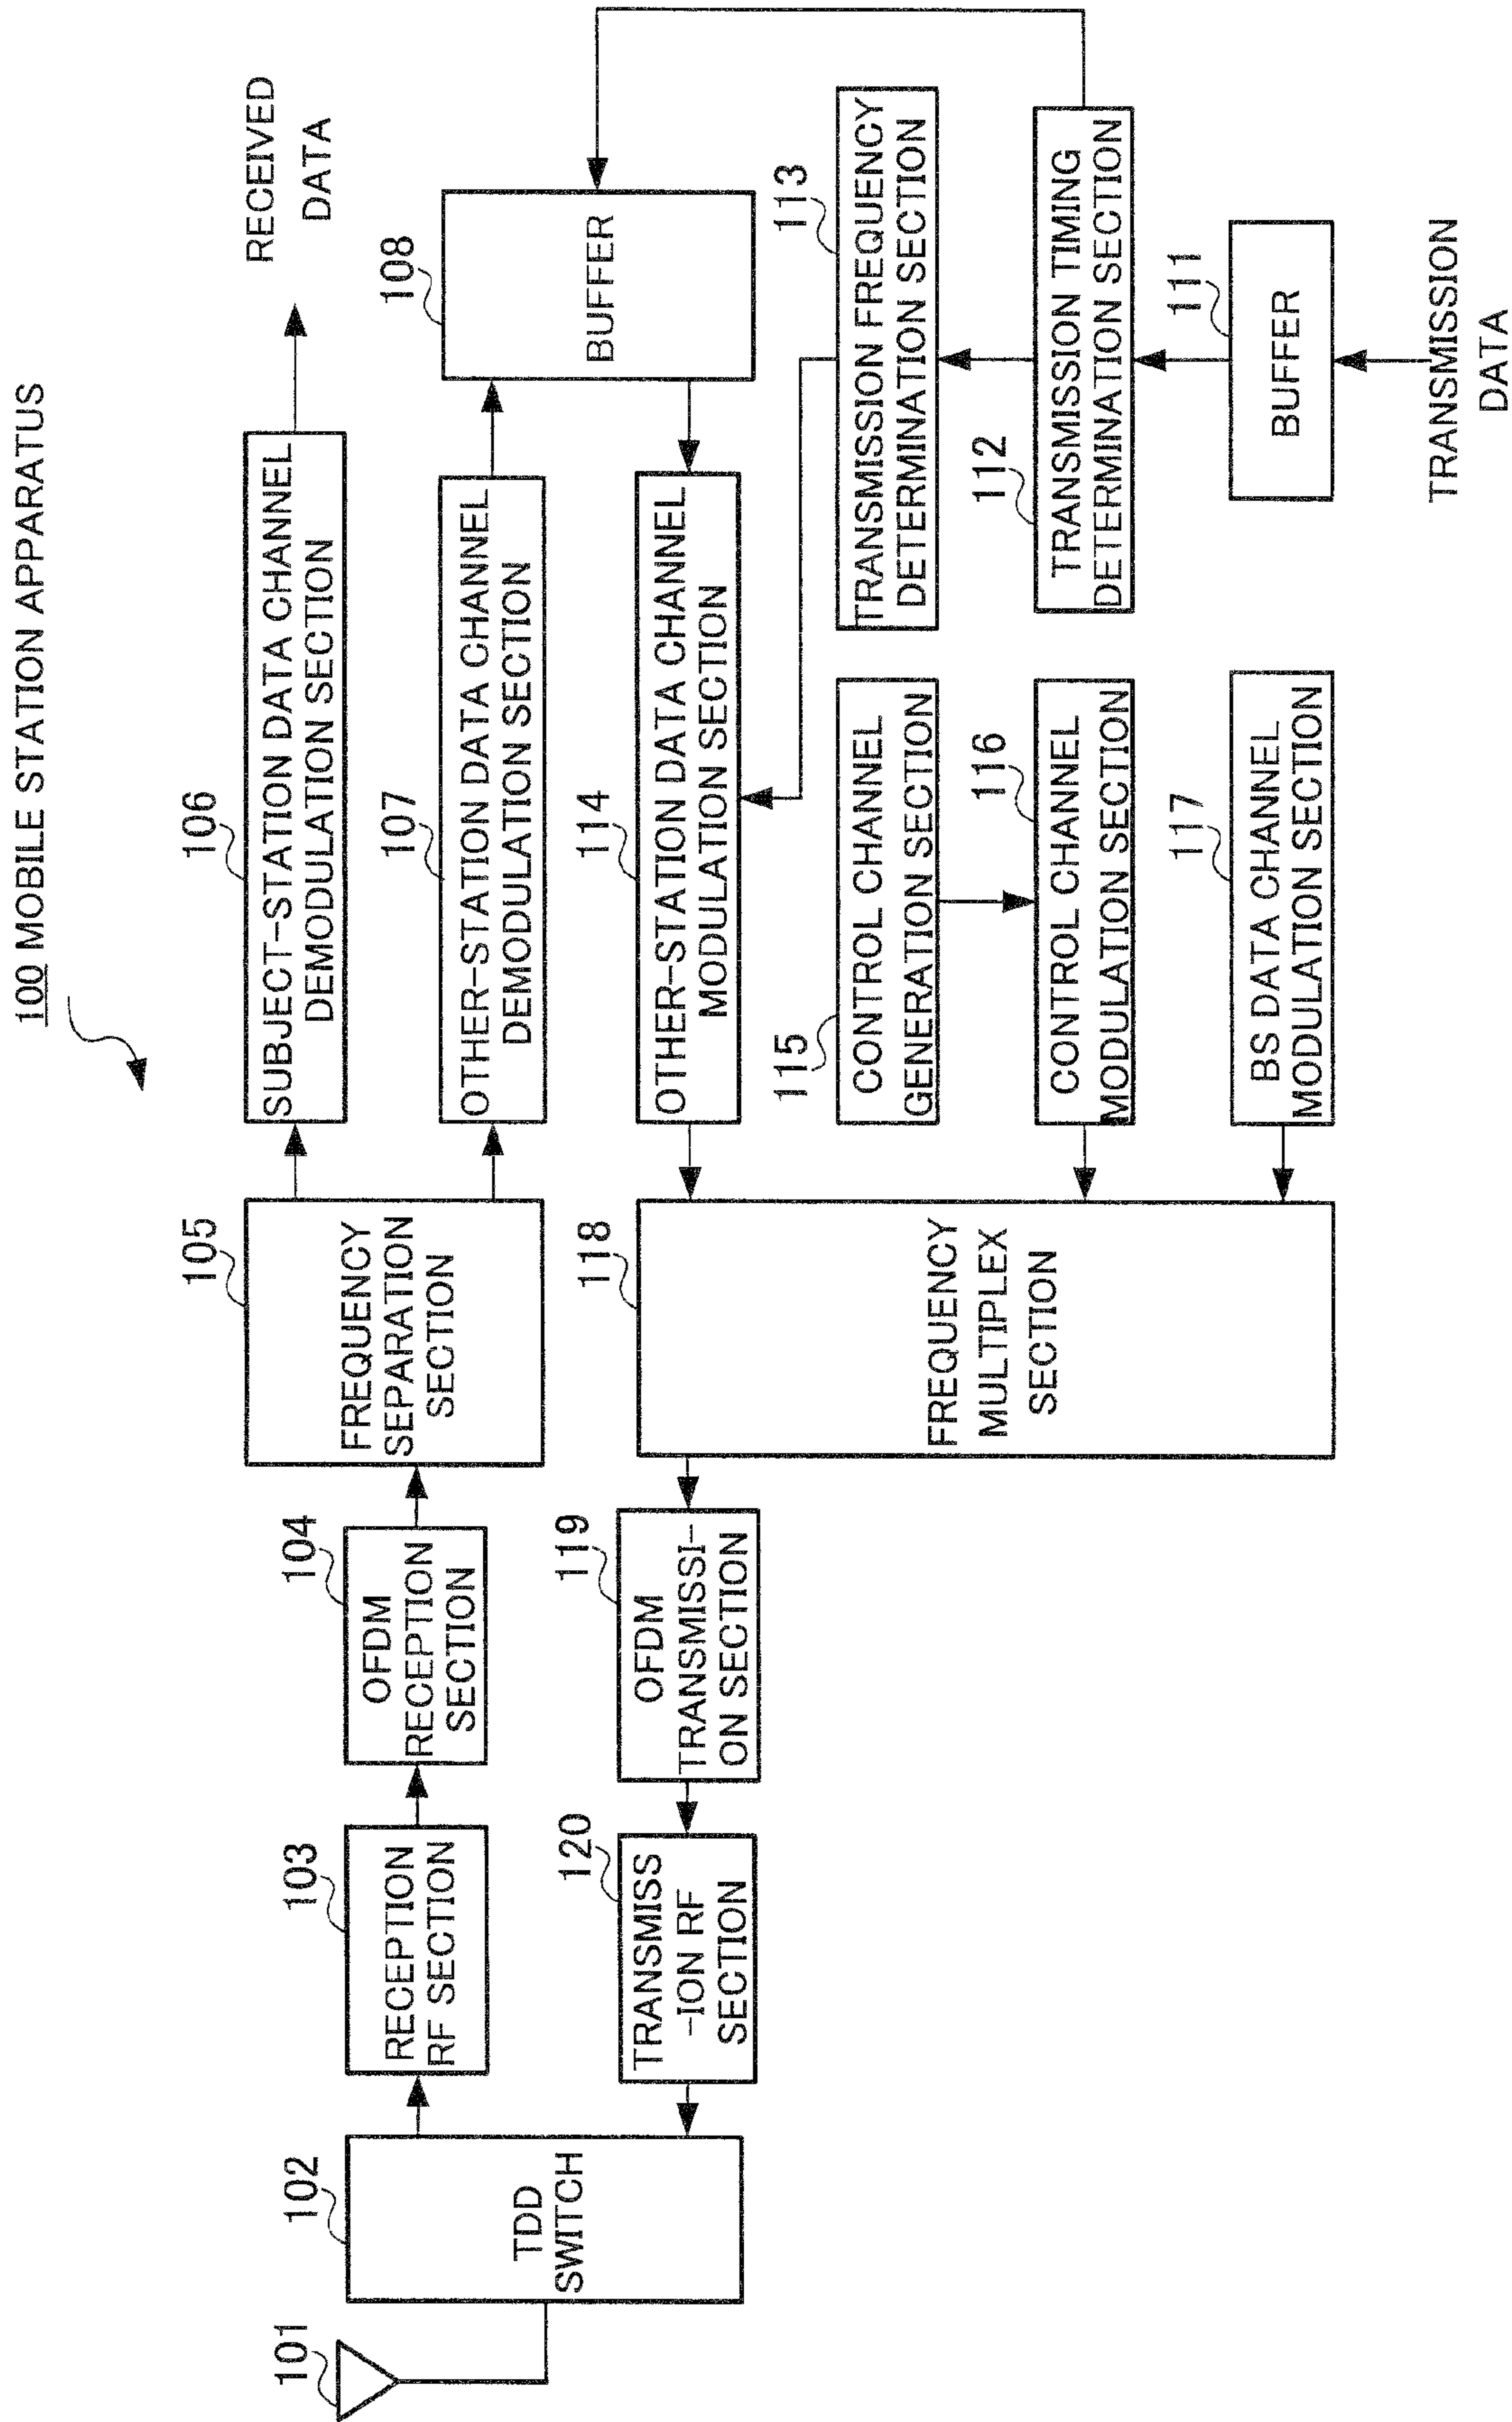 100 MOBILE STATION APPARATUS
101
102
TDD
SWITCH
103
RECEPTION
RF SECTION
104
OFDM
RECEPTION
SECTION
105
FREQUENCY
SEPARATION
SECTION
106
SUBJECT-STATION DATA CHANNEL
DEMODULATION SECTION
RECEIVED
DATA
107
OTHER-STATION DATA CHANNEL
DEMODULATION SECTION
108
BUFFER
120
TRANSMISS
-ION RF
SECTION
119
OFDM
TRANSMISSI-
ON SECTION
118
FREQUENCY
MULTIPLEX
SECTION
114
OTHER-STATION DATA CHANNEL
MODULATION SECTION
115
CONTROL CHANNEL
GENERATION SECTION
113
TRANSMISSION FREQUENCY
DETERMINATION SECTION
116
CONTROL CHANNEL
MODULATION SECTION
112
TRANSMISSION TIMING
DETERMINATION SECTION
117
BS DATA CHANNEL
MODULATION SECTION
111
BUFFER
TRANSMISSION
DATA